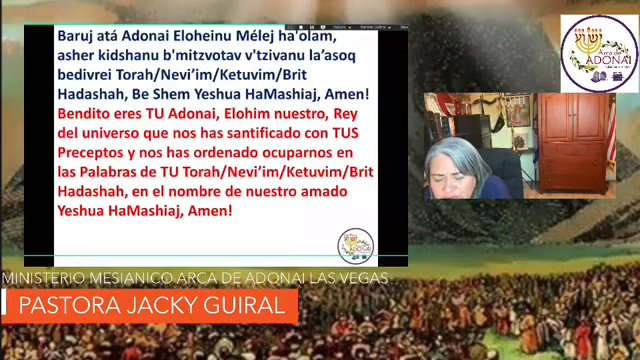 Baruj atá Adonai Eloheinu Mélej ha'olam,
asher kidshanu b'mitzvotav v'tzivanu la’asoq
bedivrei Torah/Nevi’im/Ketuvim/Brit
Hadashah, Be Shem Yeshua HaMashiaj, Amen!
Bendito eres TU Adonai, Elohim nuestro, Rey
del universo que nos has santificado con TUS
Preceptos y nos has ordenado ocuparnos en
las Palabras de TU Torah/Nevi’im/Ketuvim/Brit
Hadashah, en el nombre de nuestro amado
Yeshua HaMashiaj, Amen!
Arca de
ADONAI
MINISTERIO MESIANICO ARCA DE ADONAI LAS VEGAS
PASTORA JACKY GUIRAL